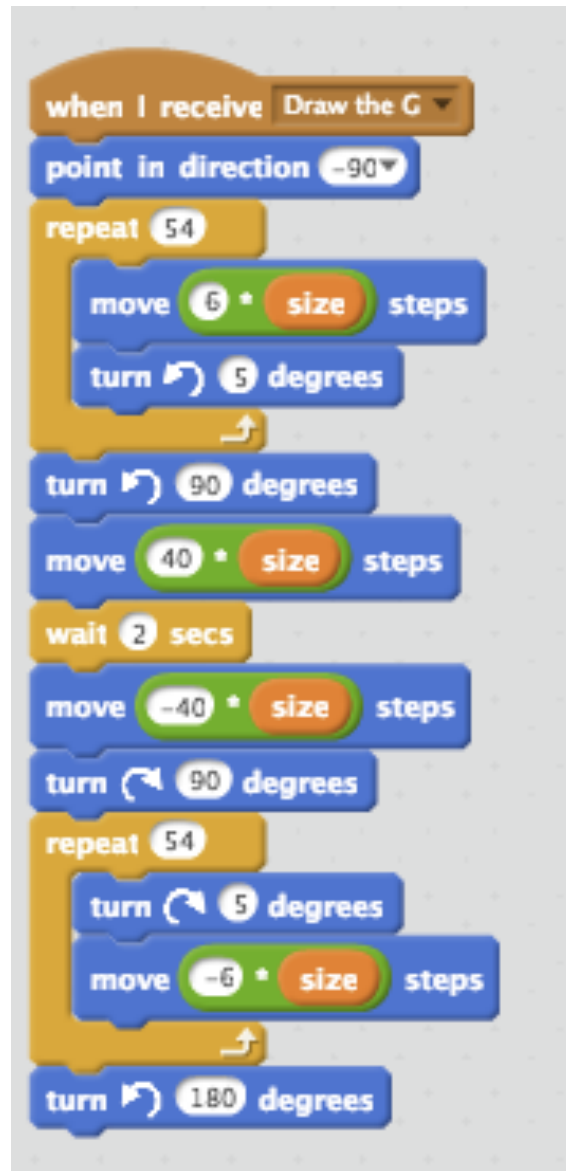 when I receive Draw the G
point in direction -90
repeat 54
move 6 * size steps
turn 5 degrees
turn 90 degrees
move 40 * size steps
wait 2 secs
move -40 * size steps
turn 90 degrees
repeat 54
turn 5 degrees
move -6 * size steps
turn 180 degrees